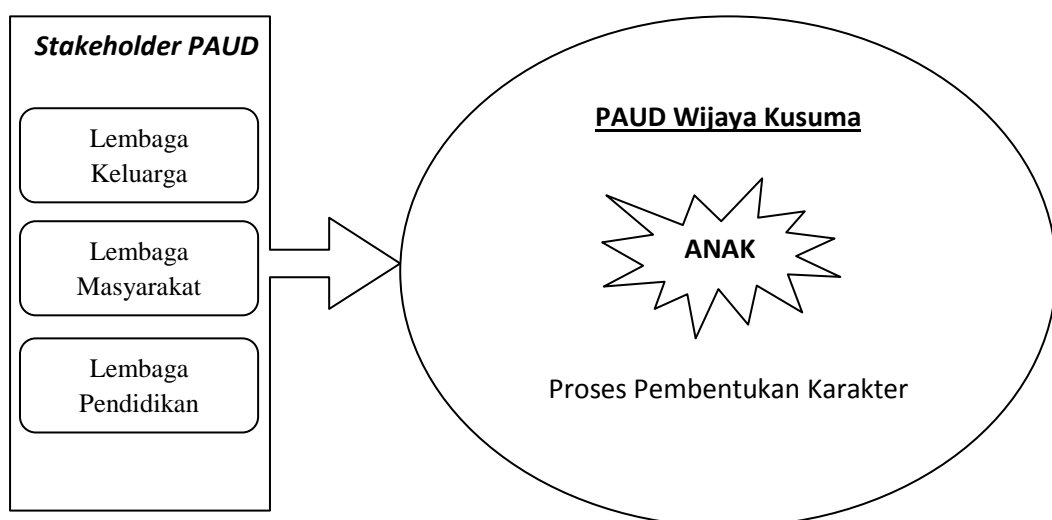 Stakeholder PAUD
Lembaga
Keluarga
Lembaga
Masyarakat
Lembaga
Pendidikan
PAUD Wijaya Kusuma
ANAK
Proses Pembentukan Karakter